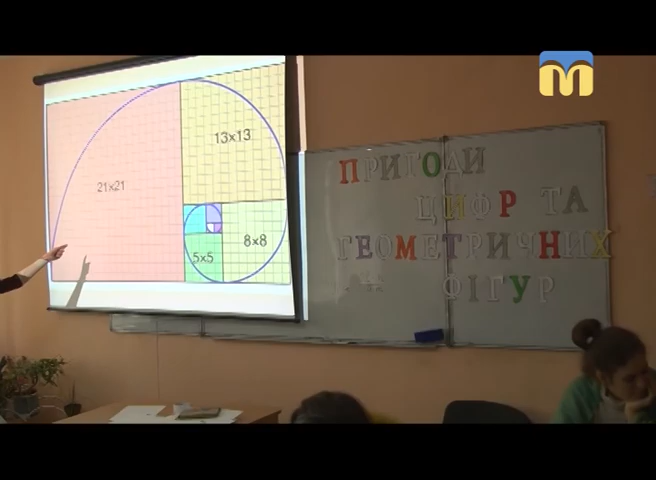 21x21
13x13
8x8
5x5
ПРИГОДИ
ЦИФР ТА
ГЕОМЕТРИЧНИХ
ФІГУР